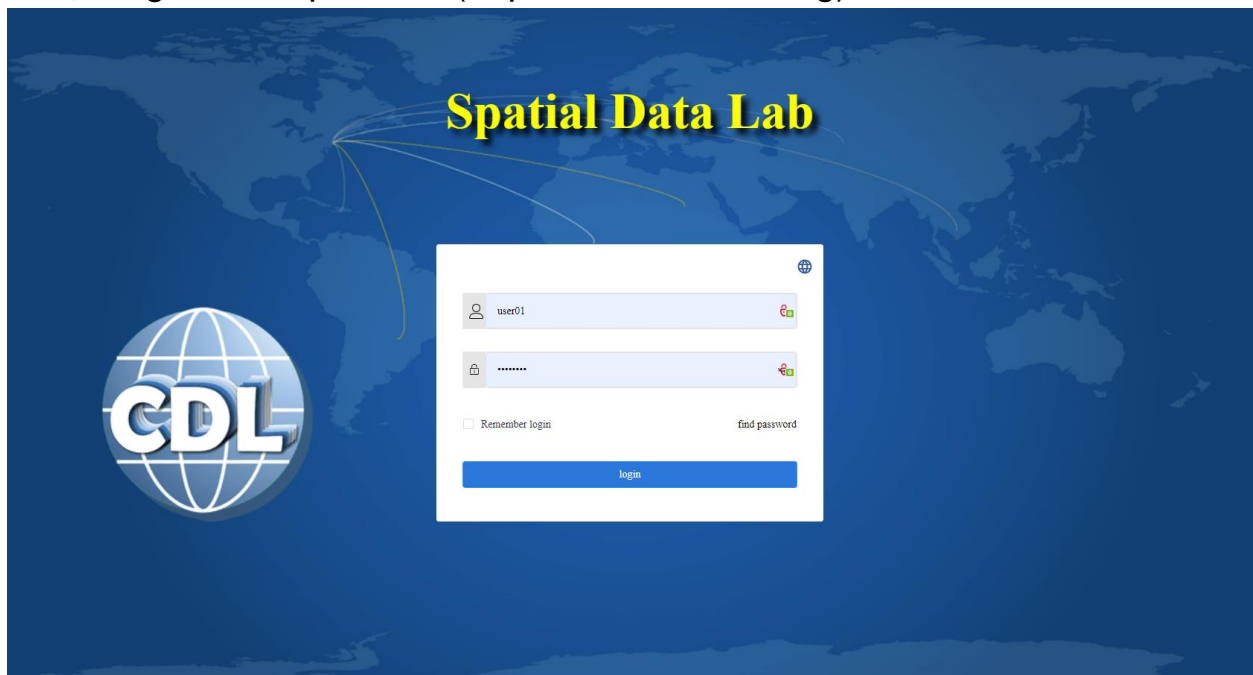 Spatial Data Lab
user01
CDL
Remember login
find password
login